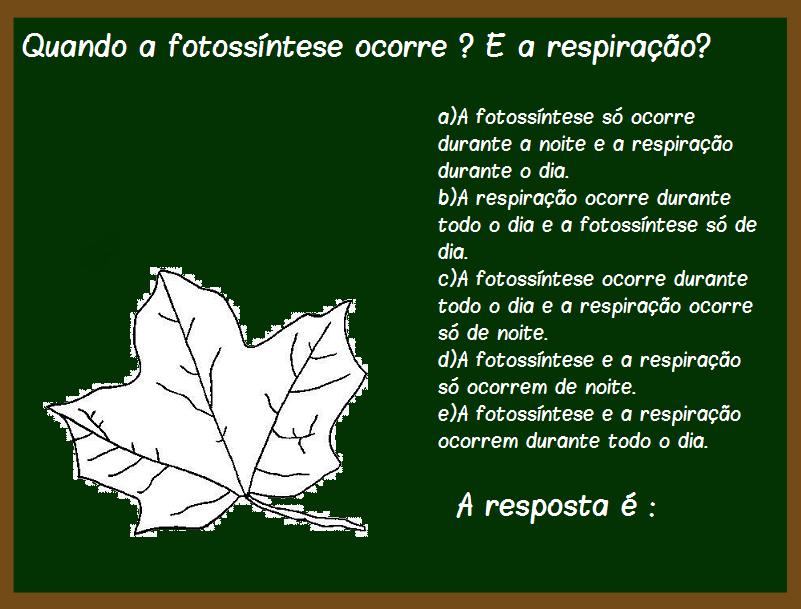 Quando a fotossíntese ocorre ? E a respiração?
a)A fotossíntese só ocorre
durante a noite e a respiração
durante o dia.
b)A respiração ocorre durante
todo o dia e a fotossíntese só de
dia.
c)A fotossíntese ocorre durante
todo o dia e a respiração ocorre
só de noite.
d)A fotossíntese e a respiração
só ocorrem de noite.
e)A fotossíntese e a respiração
ocorrem durante todo o dia.
A resposta é :